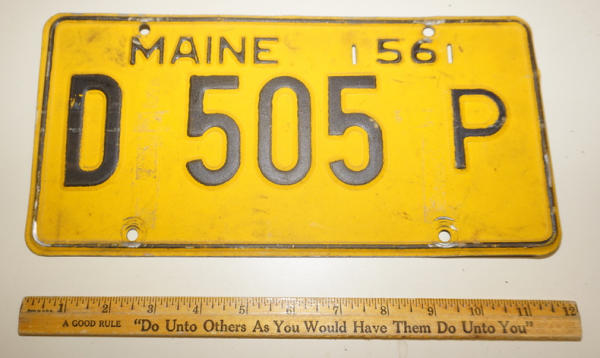 MAINE 56
D 505 P
1 2 3 4 5 6 7 8 9 10 11 12
A GOOD RULE "Do Unto Others As You Would Have Them Do Unto You"